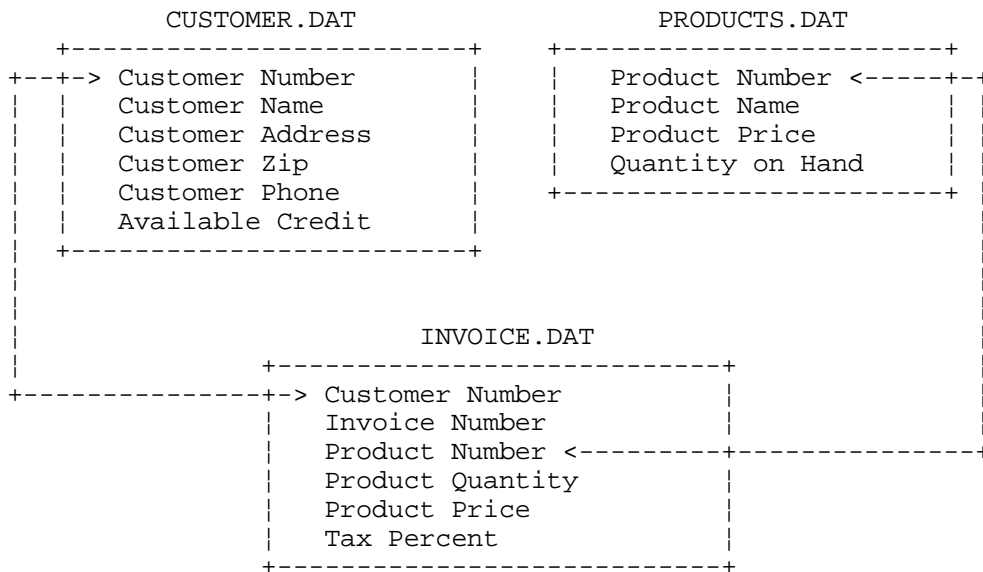 CUSTOMER.DAT
Customer Number
Customer Name
Customer Address
Customer Zip
Customer Phone
Available Credit
PRODUCTS.DAT
Product Number
Product Name
Product Price
Quantity on Hand
INVOICE.DAT
Customer Number
Invoice Number
Product Number
Product Quantity
Product Price
Tax Percent